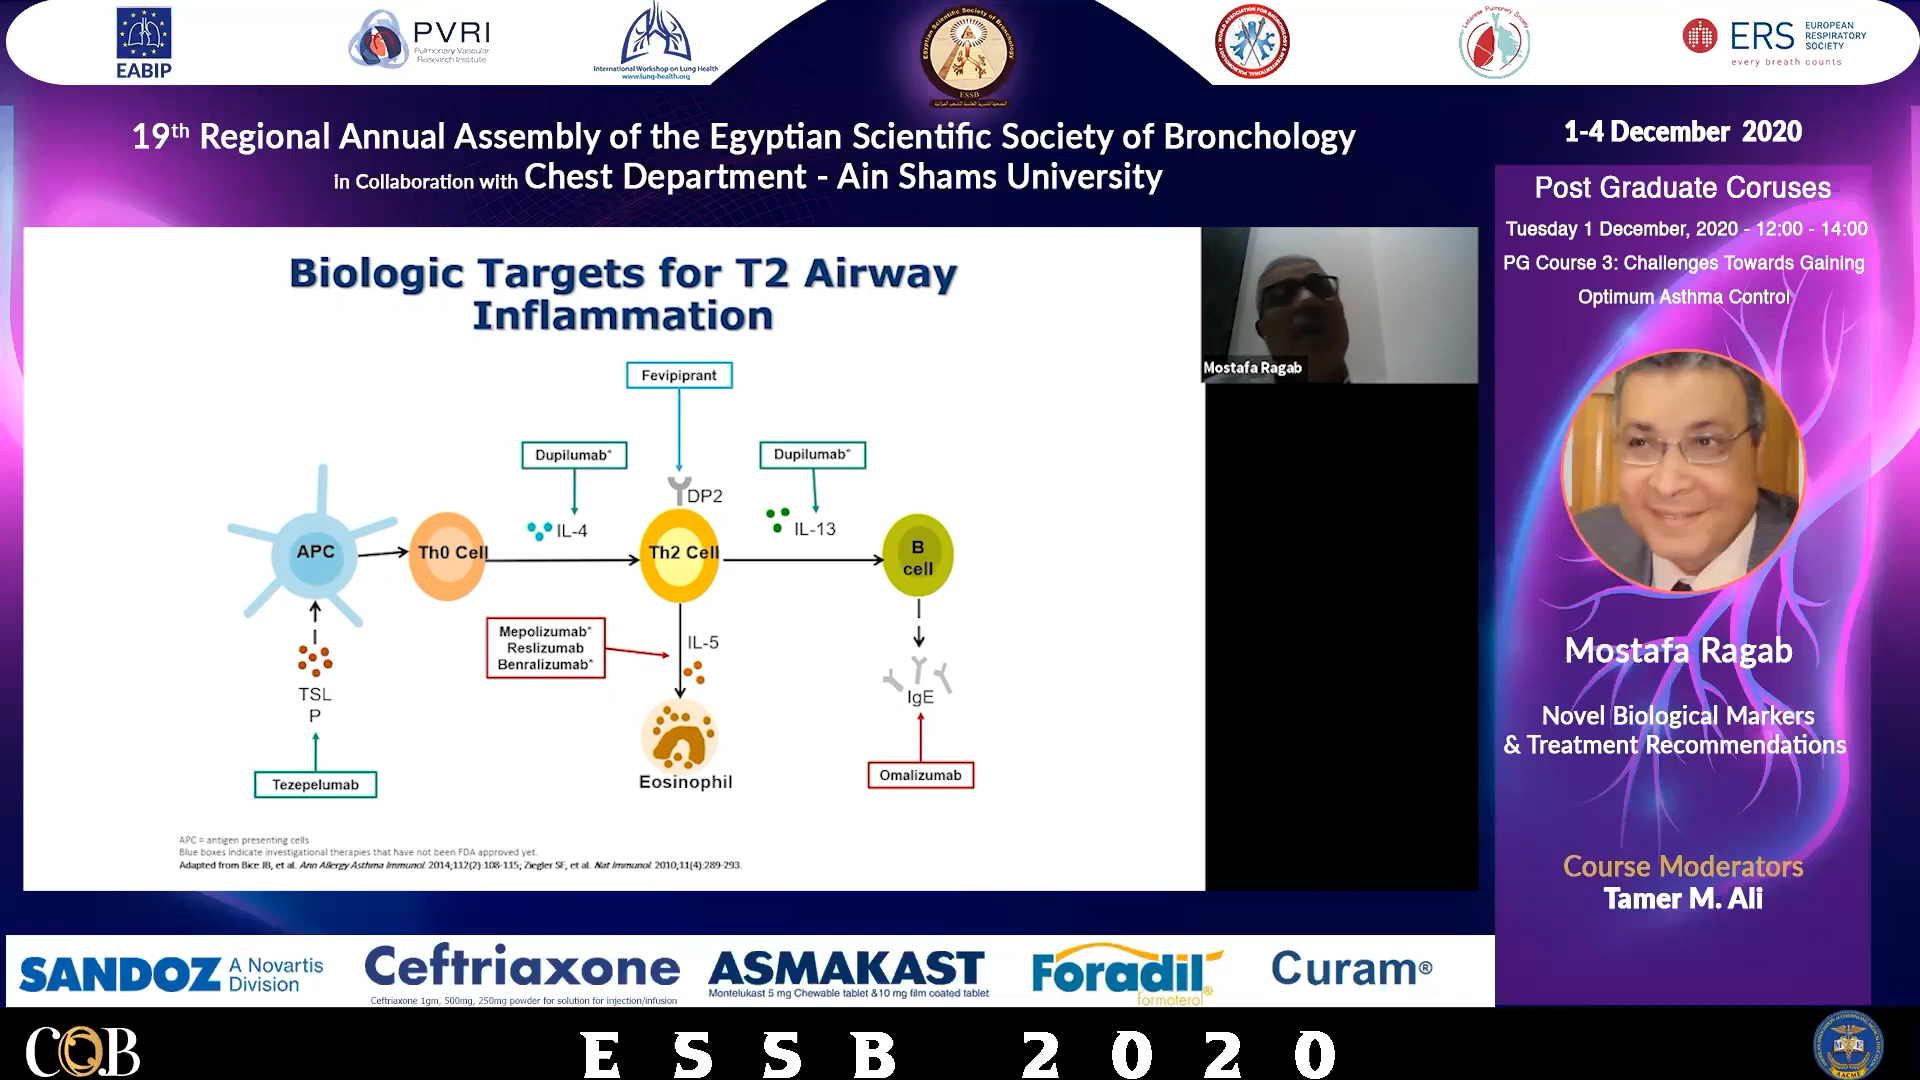 EABIP
PVRI
Pulmonary Vascular
Research Institute
International Workshop on Lung Health
www.lung-health.org
Egyptian Scientific Society of Bronchology
ESSB
Lebanese Pulmonary Society
ERS
EUROPEAN
RESPIRATORY
SOCIETY
every breath counts
19th Regional Annual Assembly of the Egyptian Scientific Society of Bronchology
in Collaboration with Chest Department - Ain Shams University
1-4 December 2020
Post Graduate Coruses
Tuesday 1 December, 2020 - 12:00 - 14:00
PG Course 3: Challenges Towards Gaining
Optimum Asthma Control
Biologic Targets for T2 Airway
Inflammation
Fevipiprant
Dupilumab*
Dupilumab*
DP2
IL-4
IL-13
APC
Th0 Cell
Th2 Cell
B
cell
Mepolizumab*
Reslizumab
Benralizumab*
IL-5
TSL
P
IgE
Tezepelumab
Eosinophil
Omalizumab
APC = antigen presenting cells
Blue boxes indicate investigational therapies that have not been FDA approved yet.
Adapted from Bice JB, et al. Ann Allergy Asthma Immunol. 2014;112(2):108-115; Ziegler SF, et al. Nat Immunol. 2010;11(4):289-293.
Mostafa Ragab
Mostafa Ragab
Novel Biological Markers
& Treatment Recommendations
Course Moderators
Tamer M. Ali
SANDOZ A Novartis
Division
Ceftriaxone
Ceftriaxone 1gm, 500mg, 250mg powder for solution for injection/infusion
ASMAKAST
Montelukast 5 mg Chewable tablet &10 mg film coated tablet
Foradil®
formoterol
Curam®
COB
ESSB 2020